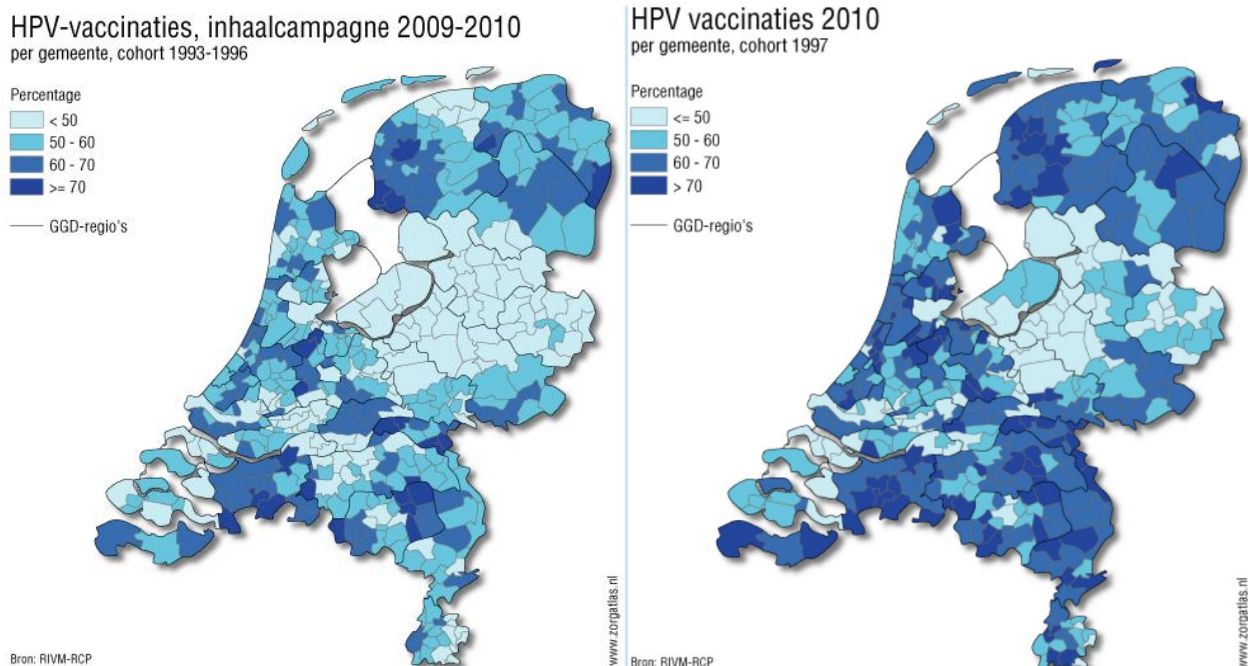 HPV-vaccinaties, inhaalcampagne 2009-2010
per gemeente, cohort 1993-1996
Percentage
< 50
50 - 60
60 - 70
>= 70
GGD-regio's
www.zorgatlas.nl
Bron: RIVM-RCP
HPV vaccinaties 2010
per gemeente, cohort 1997
Percentage
<= 50
50 - 60
60 - 70
> 70
GGD-regio's
www.zorgatlas.nl
Bron: RIVM-RCP